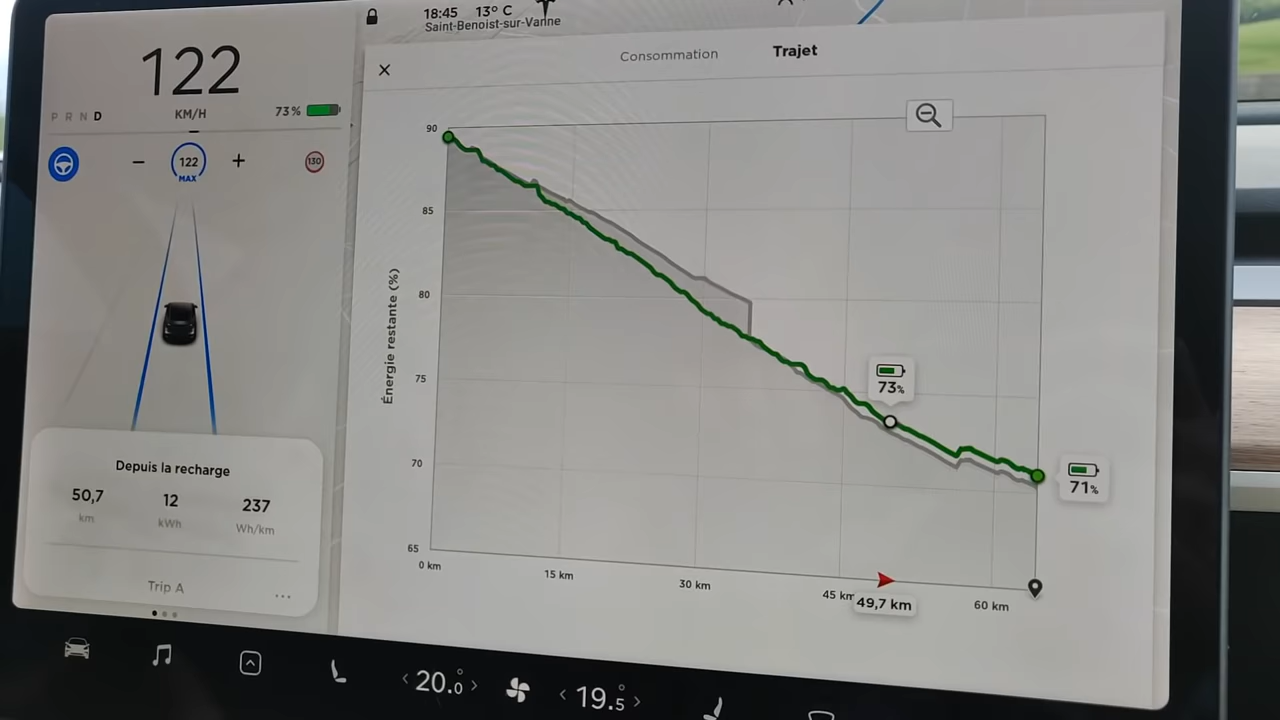 18:45 13° C
Saint-Benoist-sur-Vanne
122
KM/H
P R N D
73%
122
MAX
130
Consommation Trajet
Énergie restante (%)
90
85
80
75
70
65
0 km
15 km
30 km
45 km
60 km
73%
71%
49,7 km
Depuis la recharge
50,7 12 237
km kWh Wh/km
Trip A
20.0 19.5